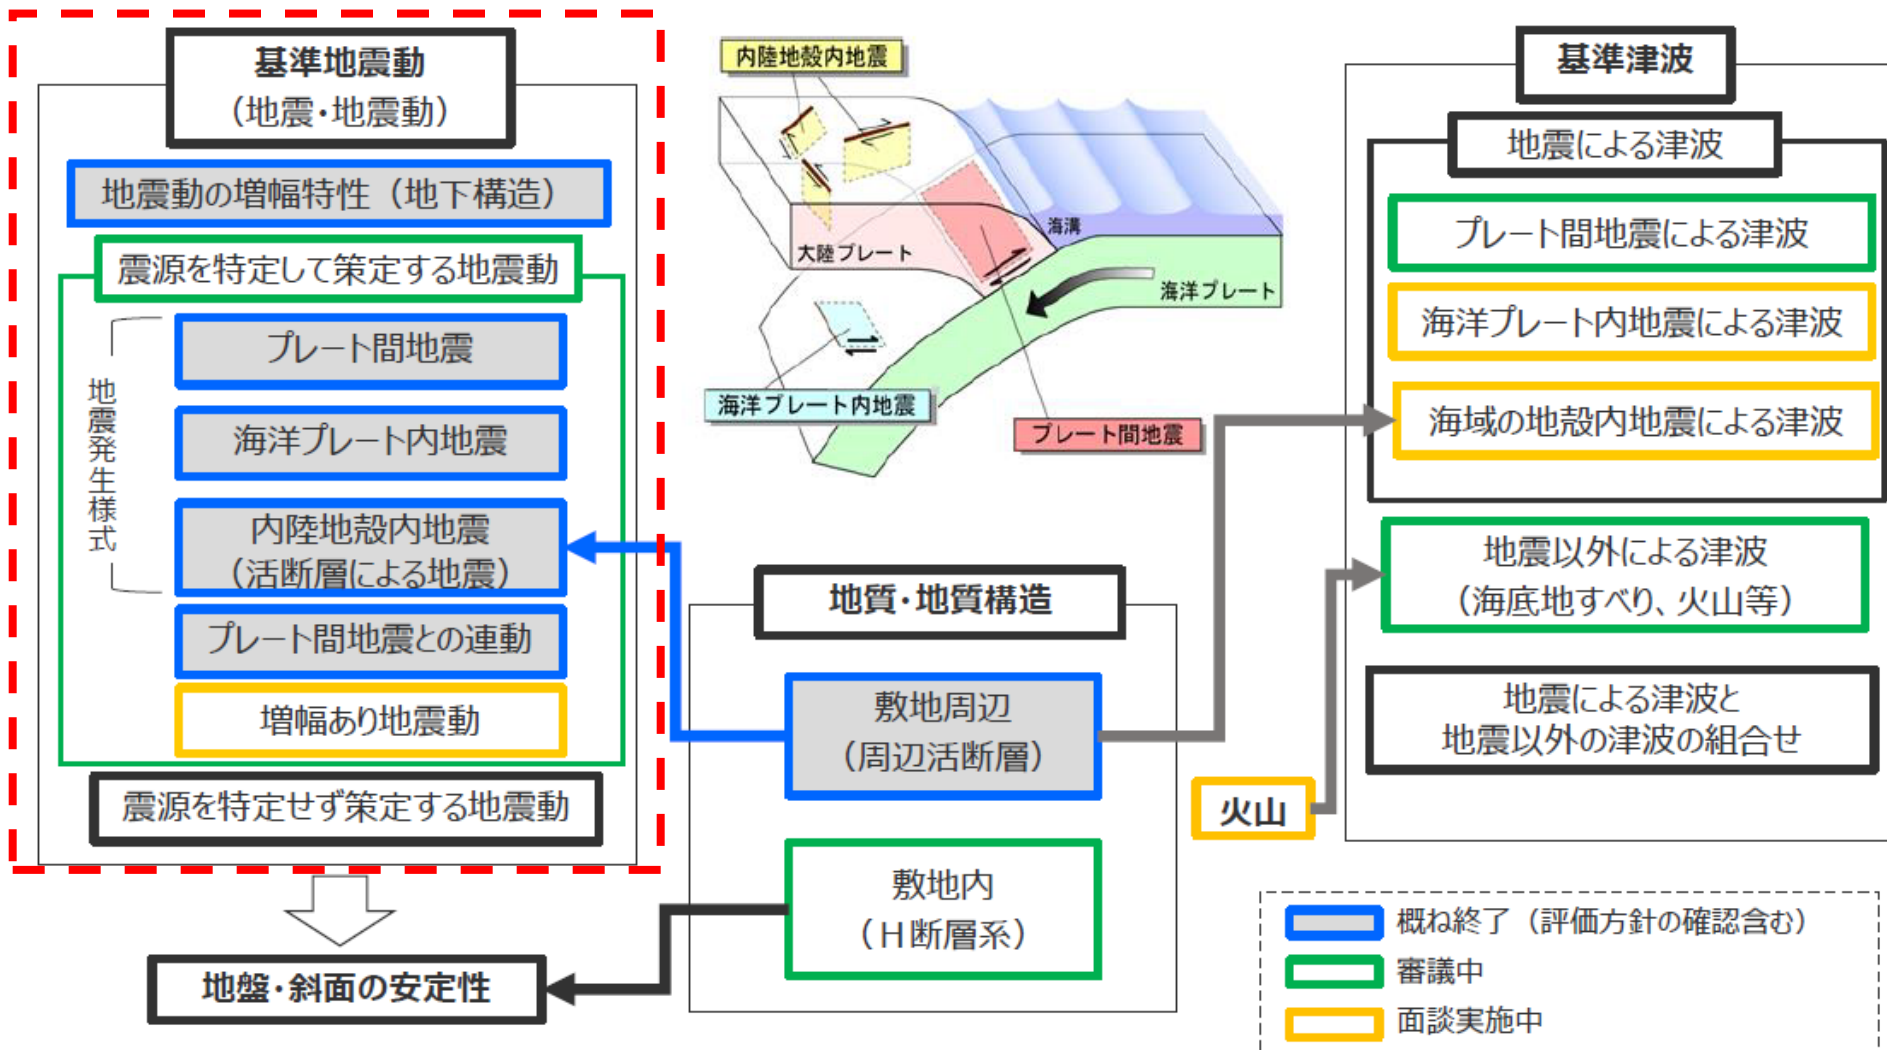 基準地震動
（地震・地震動）
地震動の増幅特性（地下構造）
震源を特定して策定する地震動
地震発生様式
プレート間地震
海洋プレート内地震
内陸地殻内地震
（活断層による地震）
プレート間地震との連動
増幅あり地震動
震源を特定せず策定する地震動
地盤・斜面の安定性
内陸地殻内地震
海溝
大陸プレート
海洋プレート
海洋プレート内地震
プレート間地震
地質・地質構造
敷地周辺
（周辺活断層）
敷地内
（Ｈ断層系）
火山
基準津波
地震による津波
プレート間地震による津波
海洋プレート内地震による津波
海域の地殻内地震による津波
地震以外による津波
（海底地すべり、火山等）
地震による津波と
地震以外の津波の組合せ
概ね終了（評価方針の確認含む）
審議中
面談実施中